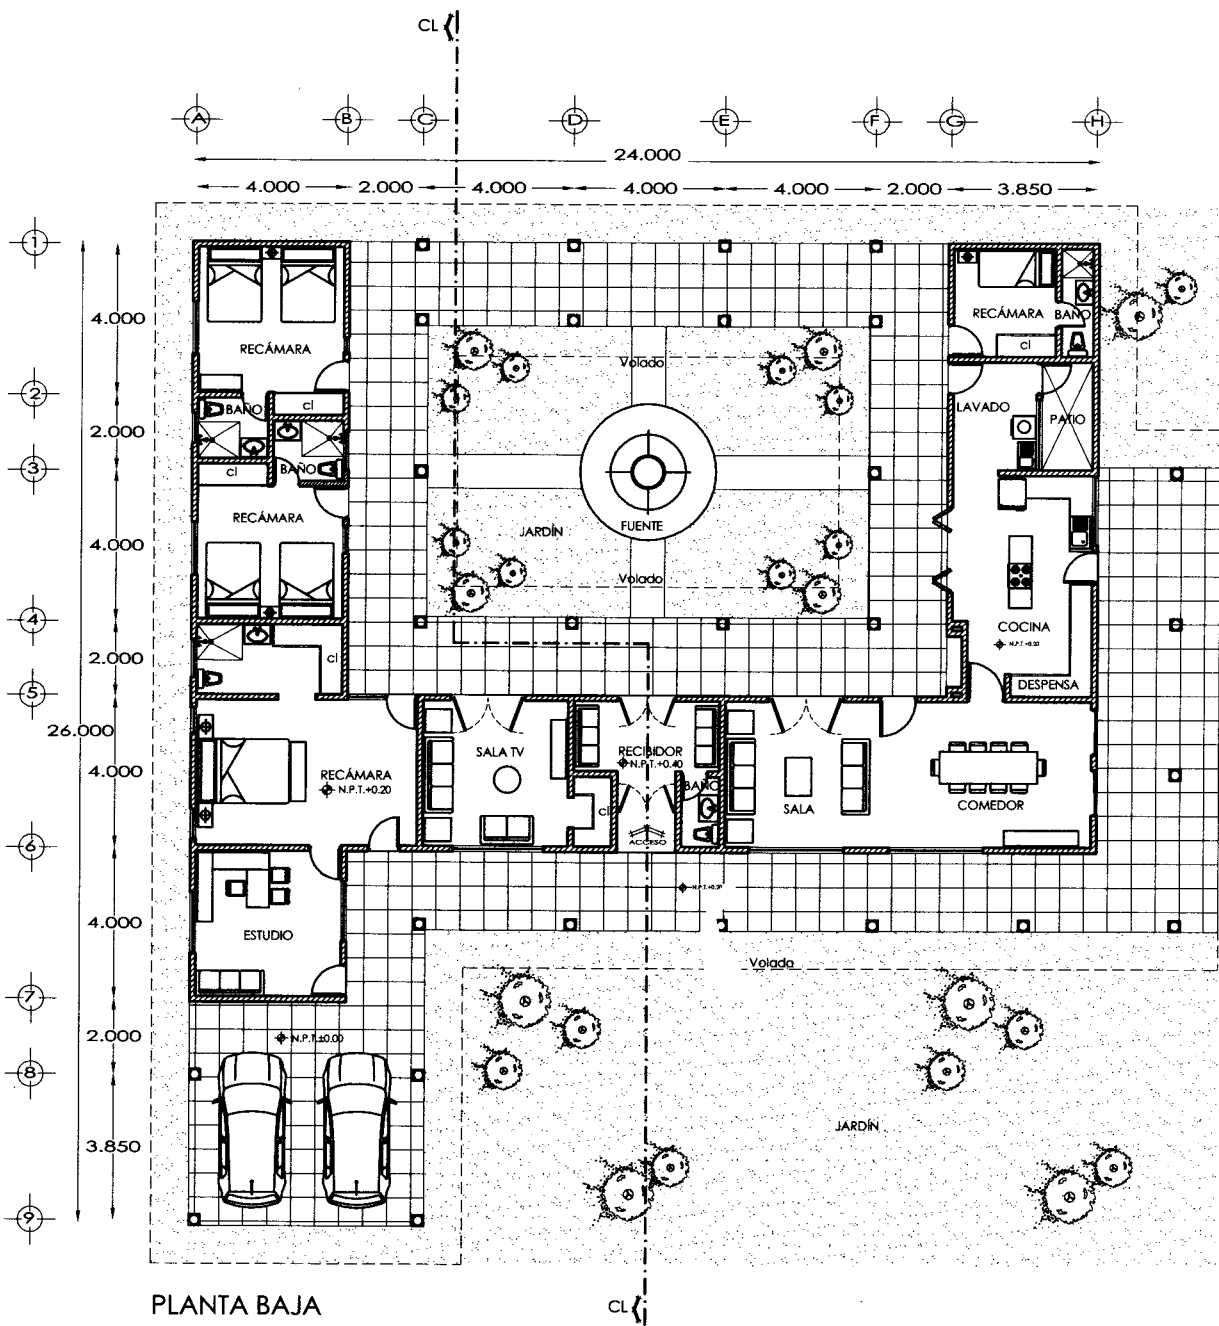 CL
A B C D E F G H
24.000
4.000 2.000 4.000 4.000 4.000 2.000 3.850
1
4.000
RECÁMARA
RECÁMARA BAÑO
cl
Volado
2
BAÑO
cl
LAVADO
PATIO
2.000
3
cl
BAÑO
RECÁMARA
JARDÍN
FUENTE
4.000
Volado
4
COCINA
N.P.T.+0.20
2.000
cl
5
DESPENSA
26.000
4.000
RECÁMARA
N.P.T.+0.20
SALA TV
RECIBIDOR
N.P.T.+0.40
BAÑO
cl
SALA
COMEDOR
ACCESO
6
N.P.T.+0.20
4.000
ESTUDIO
Volado
7
2.000
N.P.T.±0.00
8
JARDÍN
3.850
9
PLANTA BAJA
CL